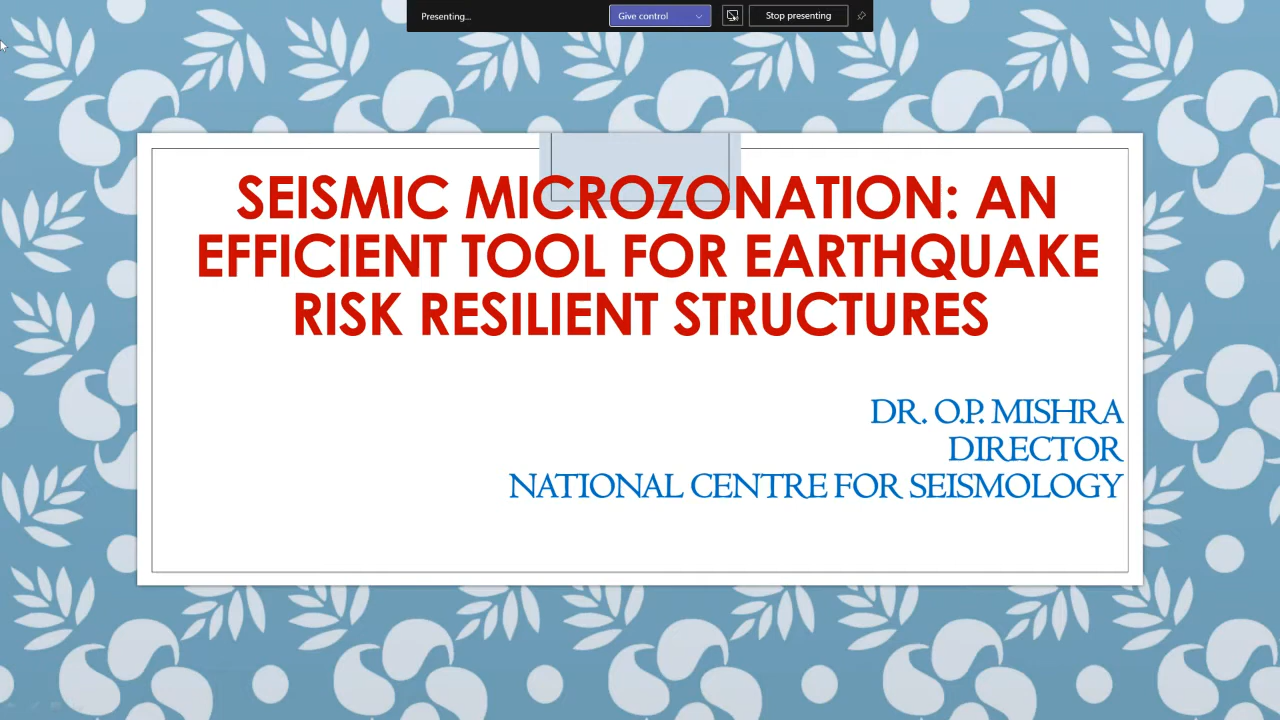 Presenting...
Give control
Stop presenting
SEISMIC MICROZONATION: AN
EFFICIENT TOOL FOR EARTHQUAKE
RISK RESILIENT STRUCTURES
DR. O.P. MISHRA
DIRECTOR
NATIONAL CENTRE FOR SEISMOLOGY